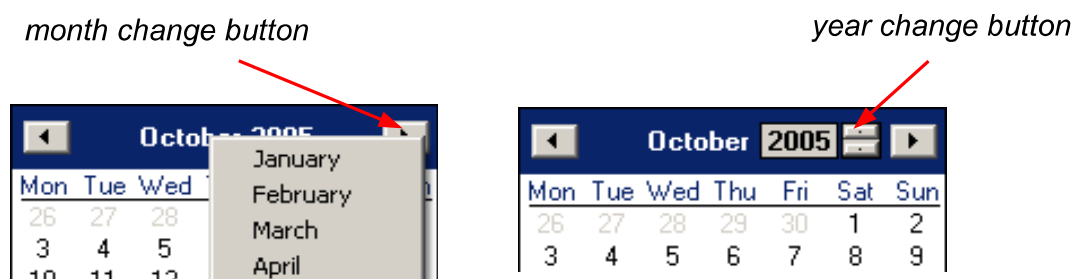 month change button
year change button
October 2005
January
February
March
April
Mon Tue Wed
26 27 28
3 4 5
10 11 12
October 2005
Mon Tue Wed Thu Fri Sat Sun
26 27 28 29 30 1 2
3 4 5 6 7 8 9